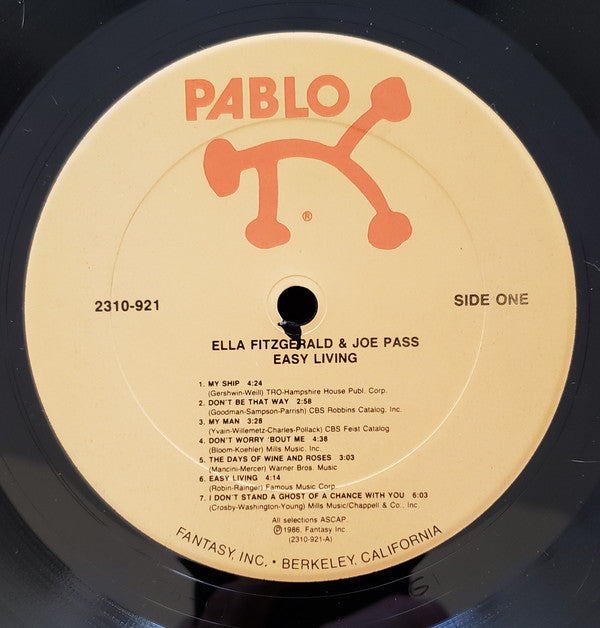 PABLO
®
2310-921
SIDE ONE
ELLA FITZGERALD & JOE PASS
EASY LIVING
1. MY SHIP 4:24
(Gershwin-Weill) TRO-Hampshire House Publ. Corp.
2. DON'T BE THAT WAY 2:58
(Goodman-Sampson-Parrish) CBS Robbins Catalog, Inc.
3. MY MAN 3:28
(Yvain-Willemetz-Charles-Pollack) CBS Feist Catalog
4. DON'T WORRY 'BOUT ME 4:38
(Bloom-Koehler) Mills Music, Inc.
5. THE DAYS OF WINE AND ROSES 3:03
(Mancini-Mercer) Warner Bros. Music
6. EASY LIVING 4:14
(Robin-Rainger) Famous Music Corp.
7. I DON'T STAND A GHOST OF A CHANCE WITH YOU 6:03
(Crosby-Washington-Young) Mills Music/Chappell & Co., Inc.
All selections ASCAP.
℗1986, Fantasy Inc.
(2310-921-A)
FANTASY, INC. • BERKELEY, CALIFORNIA